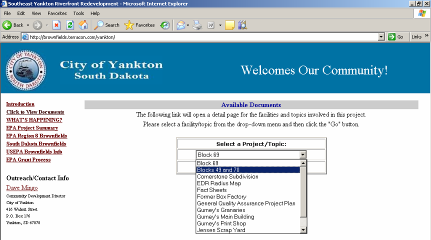 Southeast Yankton Riverfront Redevelopment - Microsoft Internet Explorer
File Edit View Favorites Tools Help
Back Search Favorites
Address http://brownfields.terracon.com/yankton/ Go Links
City of Yankton
South Dakota
Welcomes Our Community!
Introduction
Click to View Documents
WHAT'S HAPPENING?
EPA Project Summary
EPA Region 8 Brownfields
South Dakota Brownfields
USEPA Brownfields Info
EPA Grant Process
Outreach/Contact Info
Dave Mingo
Community Development Director
City of Yankton
416 Walnut Street
P.O. Box 176
Yankton, SD 57078
Available Documents
The following link will open a detail page for the facilities and topics involved in this project.
Please select a facility/topic from the drop-down menu and then click the "Go" button.
Select a Project/Topic:
Block 69
Block 69
Blocks 49 and 70
Cornerstone Subdivision
EDR Radius Map
Fact Sheets
Former Box Factory
General Quality Assurance Project Plan
Gurney's Granaries
Gurney's Main Building
Gurney's Print Shop
Jensen Scrap Yard